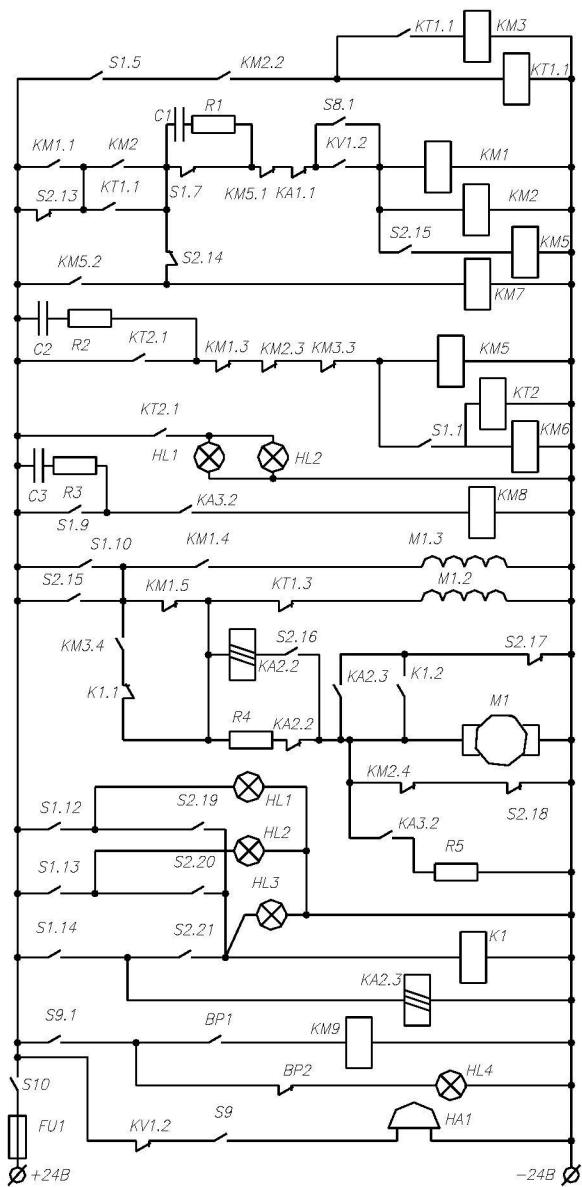 KT1.1 KM3
S1.5 KM2.2 KT1.1
C1 R1 S8.1
KM1.1 KM2 KV1.2
S1.7 KM5.1 KA1.1 KM1
S2.13 KT1.1
KM2
S2.15
KM5
S2.14
KM5.2
KM7
C2 R2 KT2.1 KM1.3 KM2.3 KM3.3 KM5
KT2
KT2.1 S1.1 KM6
HL1 HL2
C3 R3 KA3.2 KM8
S1.9
S1.10 KM1.4 M1.3
S2.15 KM1.5 KT1.3 M1.2
KM3.4 S2.16 S2.17
KA2.2
K1.1 KA2.3 K1.2
R4 KA2.2 M1
KM2.4
S1.12 S2.19 HL1 S2.18
HL2 KA3.2
S1.13 S2.20 R5
HL3
S1.14 S2.21 K1
KA2.3
S9.1 BP1 KM9
BP2 HL4
S10
S9 HA1
FU1 KV1.2
+24В -24В